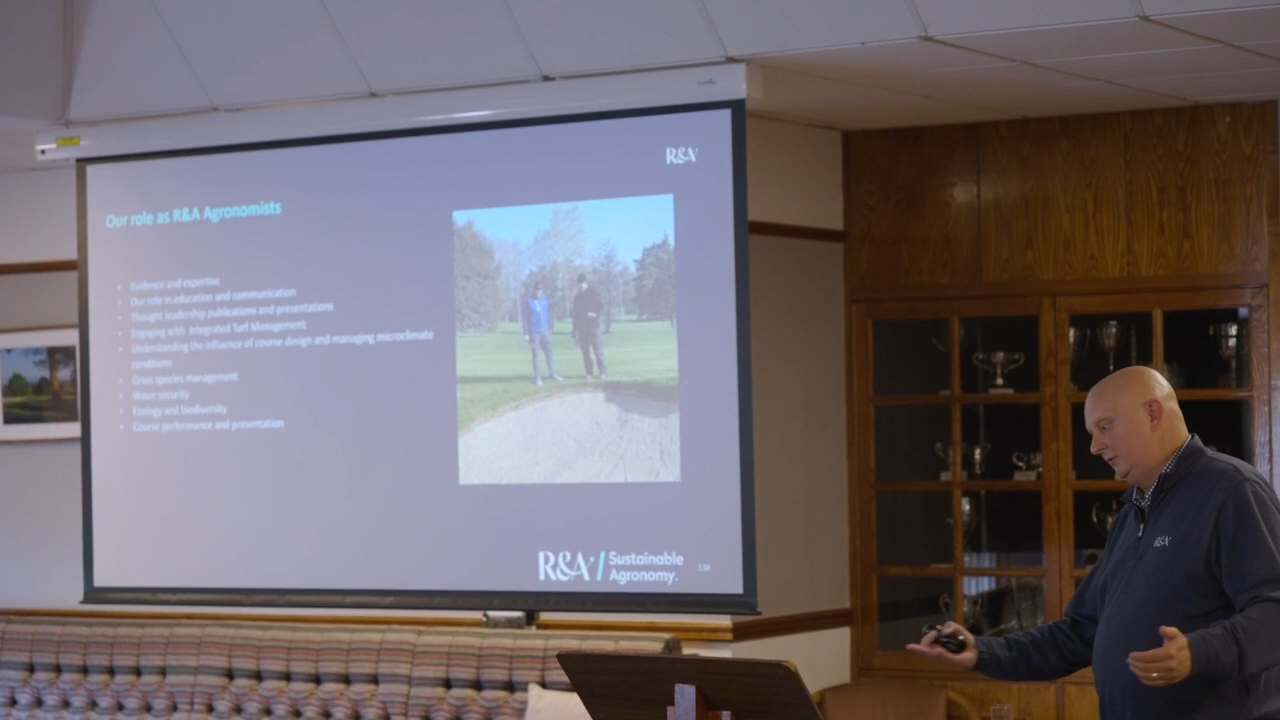 R&A
Our role as R&A Agronomists
• Evidence and expertise
• Our role in education and communication
• Thought leadership publications and presentations
• Engaging with Integrated Turf Management
• Understanding the influence of course design and managing microclimate
conditions
• Grass species management
• Water security
• Ecology and biodiversity
• Course performance and presentation
R&A / Sustainable
Agronomy.
R&A